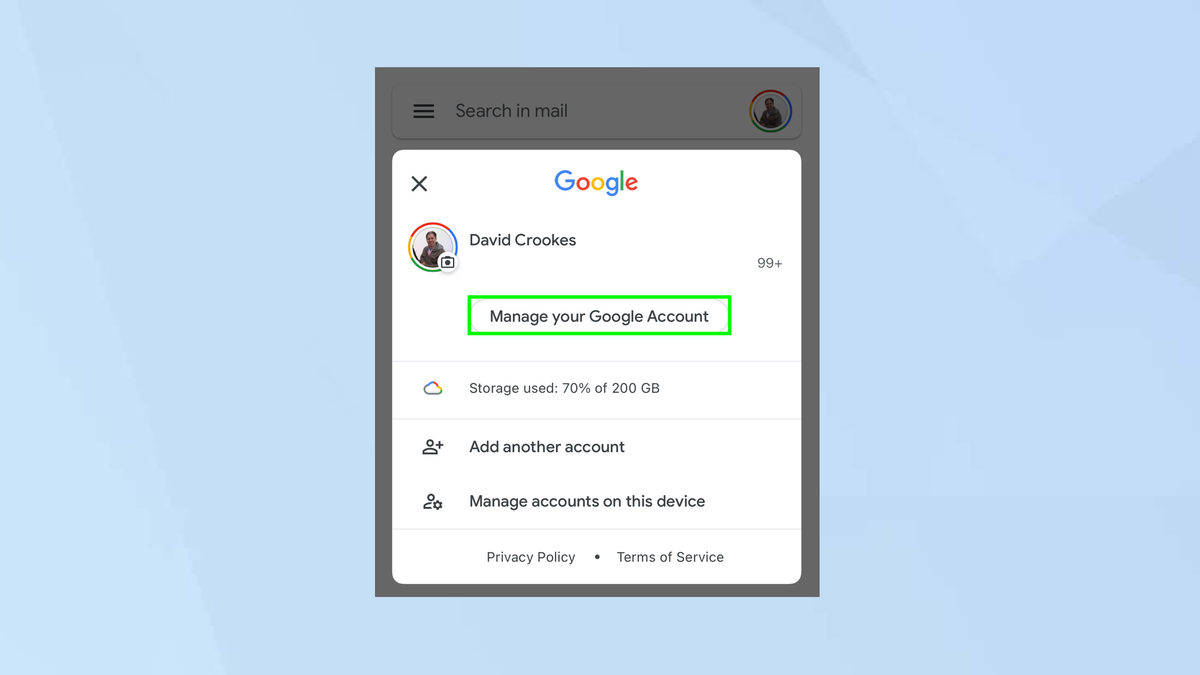 Search in mail
Google
David Crookes
99+
Manage your Google Account
Storage used: 70% of 200 GB
Add another account
Manage accounts on this device
Privacy Policy • Terms of Service